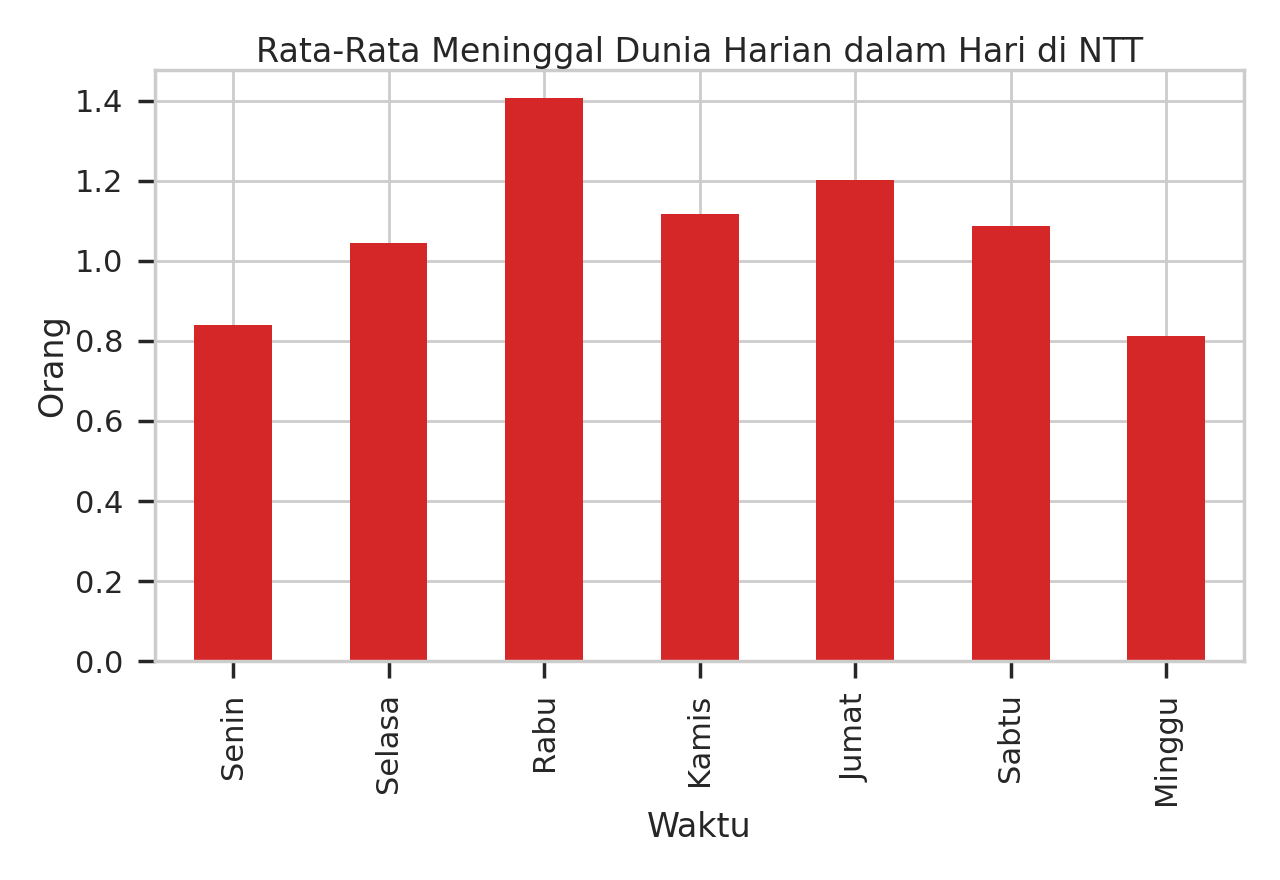 Rata-Rata Meninggal Dunia Harian dalam Hari di NTT
1.4
1.2
1.0
0.8
0.6
0.4
0.2
0.0
Orang
Senin
Selasa
Rabu
Kamis
Jumat
Sabtu
Minggu
Waktu